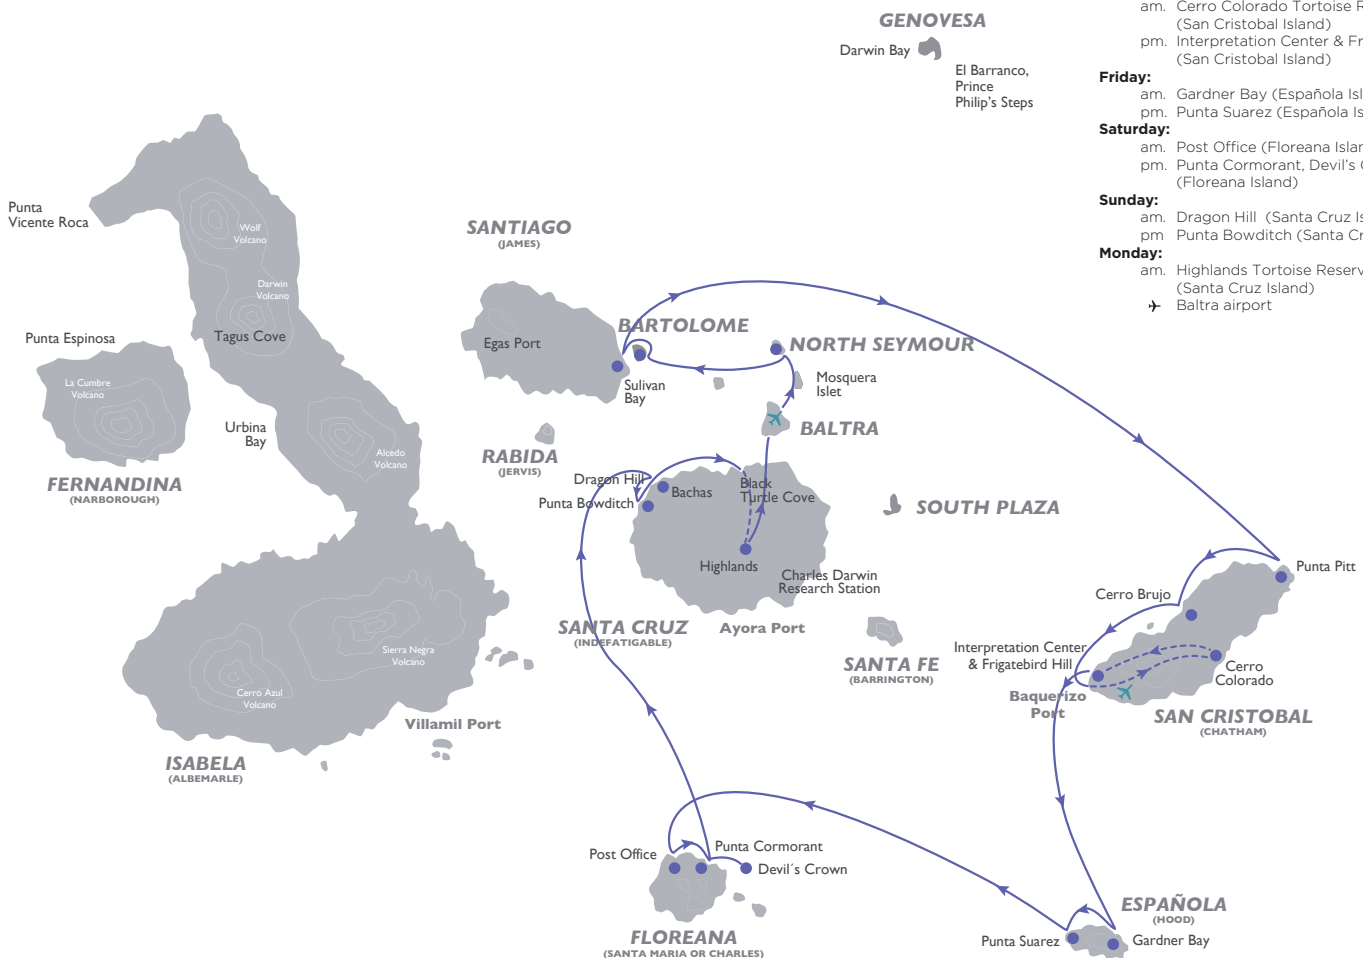 GENOVESA
Darwin Bay
El Barranco,
Prince
Philip's Steps
am. Cerro Colorado Tortoise
(San Cristobal Island)
pm. Interpretation Center &
(San Cristobal Island)
Friday:
am. Gardner Bay (Española
pm. Punta Suarez (Española
Saturday:
am. Post Office (Floreana
pm. Punta Cormorant, Devil's
(Floreana Island)
Sunday:
am. Dragon Hill (Santa Cruz
pm Punta Bowditch (Santa
Monday:
am. Highlands Tortoise
(Santa Cruz Island)
Baltra airport
Punta
Vicente Roca
Wolf
Volcano
Darwin
Volcano
Tagus Cove
Punta Espinosa
La Cumbre
Volcano
FERNANDINA
(NARBOROUGH)
Urbina
Bay
Alcedo
Volcano
SANTIAGO
(JAMES)
Egas Port
BARTOLOME
Sulivan
Bay
NORTH SEYMOUR
Mosquera
Islet
BALTRA
RABIDA
(JERVIS)
Dragon Hill
Punta Bowditch
Bachas
Black
Turtle Cove
SOUTH PLAZA
Highlands
Charles Darwin
Research Station
SANTA CRUZ
(INDEFATIGABLE)
Ayora Port
SANTA FE
(BARRINGTON)
Punta Pitt
Cerro Brujo
Interpretation Center
& Frigatebird Hill
Cerro
Colorado
Baquerizo
Port
SAN CRISTOBAL
(CHATHAM)
Sierra Negra
Volcano
Cerro Azul
Volcano
Villamil Port
ISABELA
(ALBEMARLE)
Post Office
Punta Cormorant
Devil´s Crown
FLOREANA
(SANTA MARIA OR CHARLES)
ESPAÑOLA
(HOOD)
Punta Suarez
Gardner Bay